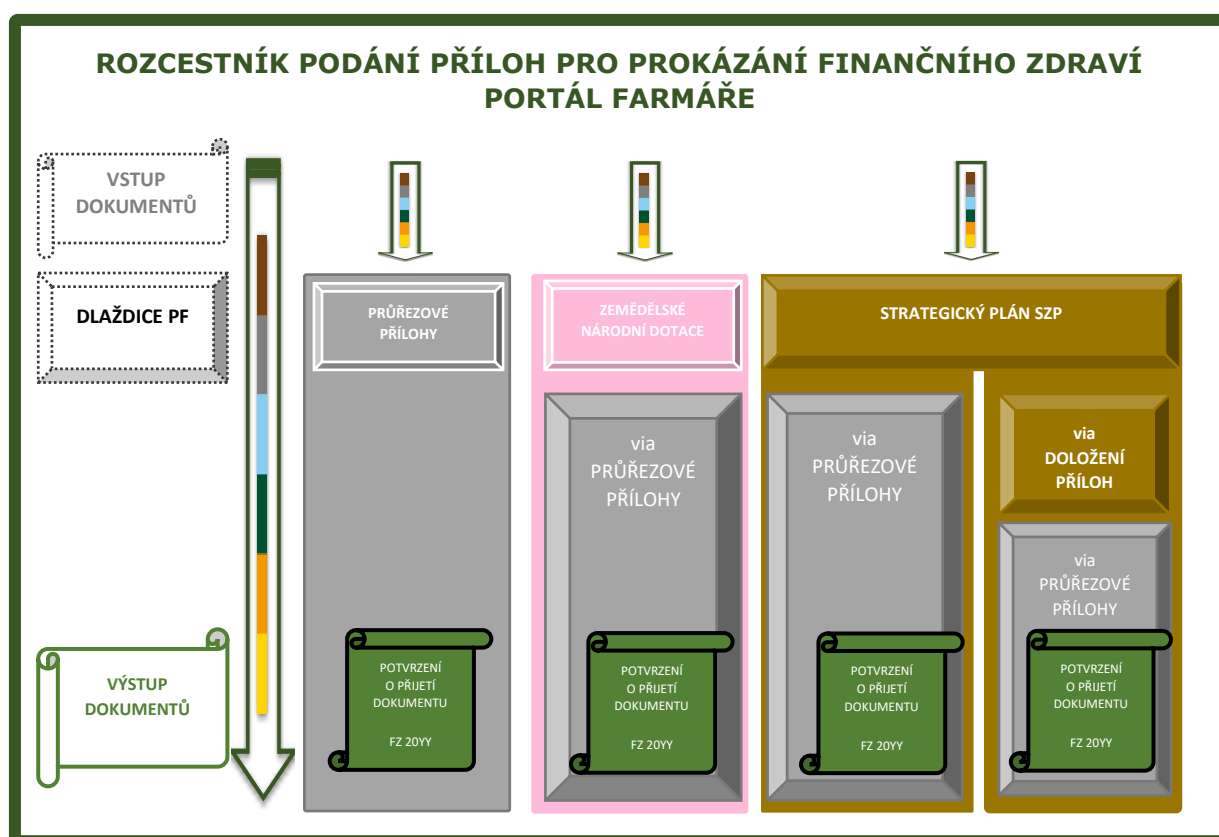 ROZCESTNÍK PODÁNÍ PŘÍLOH PRO PROKÁZÁNÍ FINANČNÍHO ZDRAVÍ
PORTÁL FARMÁŘE
VSTUP
DOKUMENTŮ
DLAŽDICE PF
VÝSTUP
DOKUMENTŮ
PRŮŘEZOVÉ
PŘÍLOHY
POTVRZENÍ
O PŘIJETÍ
DOKUMENTU
FZ 20YY
ZEMĚDĚLSKÉ
NÁRODNÍ DOTACE
via
PRŮŘEZOVÉ
PŘÍLOHY
POTVRZENÍ
O PŘIJETÍ
DOKUMENTU
FZ 20YY
STRATEGICKÝ PLÁN SZP
via
PRŮŘEZOVÉ
PŘÍLOHY
POTVRZENÍ
O PŘIJETÍ
DOKUMENTU
FZ 20YY
via
DOLOŽENÍ
PŘÍLOH
via
PRŮŘEZOVÉ
PŘÍLOHY
POTVRZENÍ
O PŘIJETÍ
DOKUMENTU
FZ 20YY